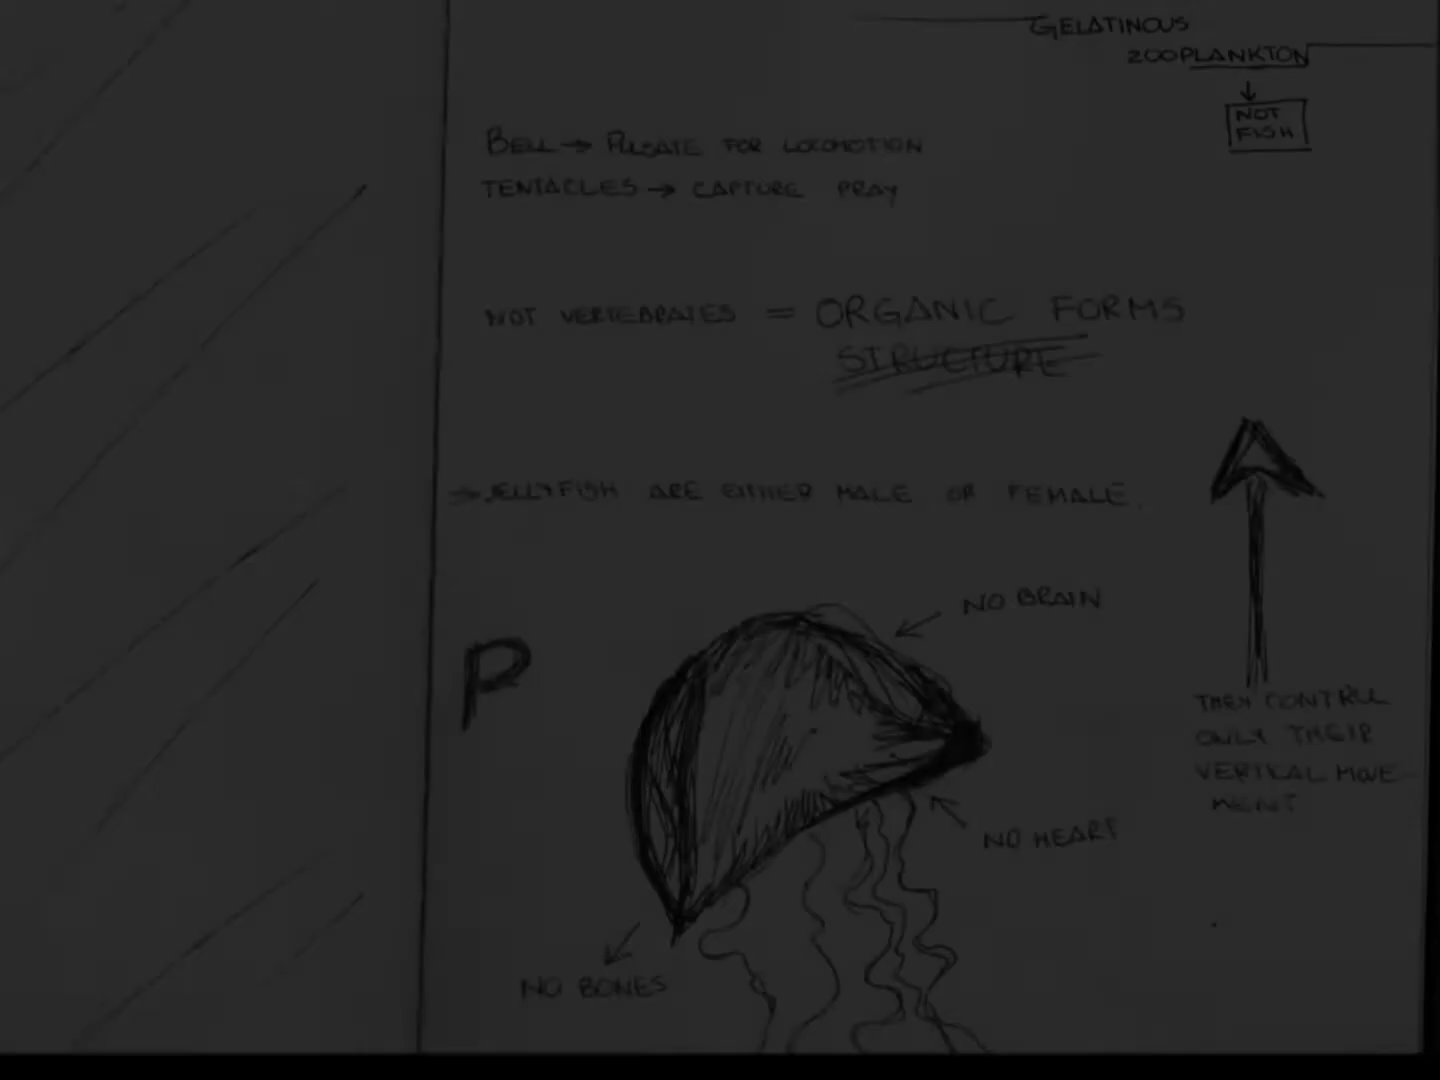 GELATINOUS
ZOOPLANKTON
NOT
FISH
BELL → PULSATE FOR LOCOMOTION
TENTACLES → CAPTURE PRAY
NOT VERTEBRATES = ORGANIC FORMS
STRUCTURE
→ JELLYFISH ARE EITHER MALE OR FEMALE
NO BRAIN
P
THEY CONTROL
ONLY THEIR
VERTICAL MOVE
MENT
NO HEART
NO BONES